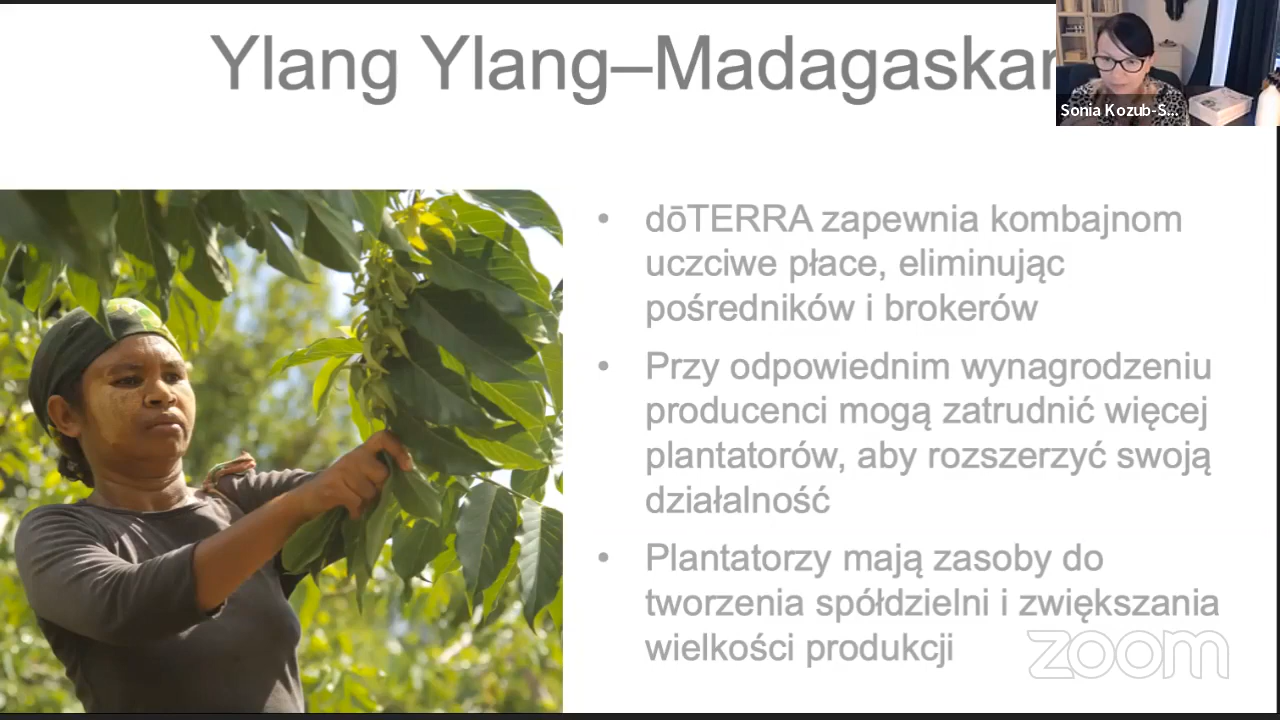 Ylang Ylang–Madagaskar
Sonia Kozub-S...
• dōTERRA zapewnia kombajnom
uczciwe płace, eliminując
pośredników i brokerów
• Przy odpowiednim wynagrodzeniu
producenci mogą zatrudnić więcej
plantatorów, aby rozszerzyć swoją
działalność
• Plantatorzy mają zasoby do
tworzenia spółdzielni i zwiększania
wielkości produkcji
zoom